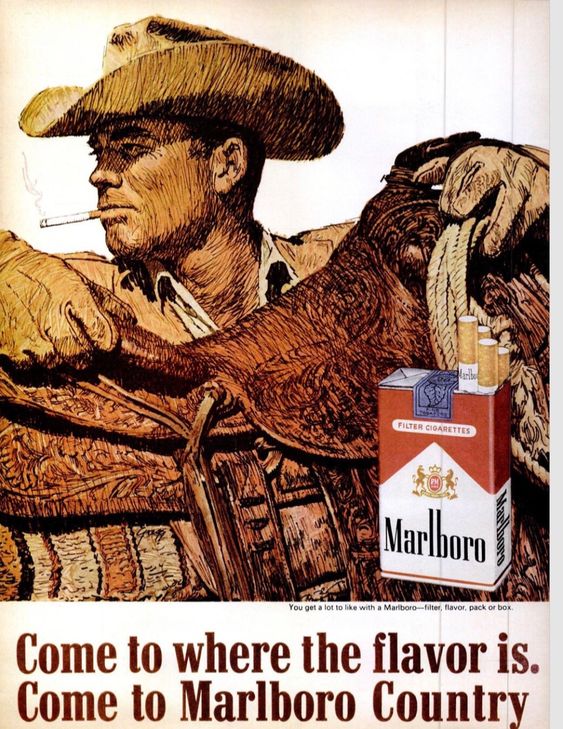 Marlbo
FILTER CIGARETTES
Marlboro
Marlboro
You get a lot to like with a Marlboro—filter, flavor, pack or box.
Come to where the flavor is.
Come to Marlboro Country